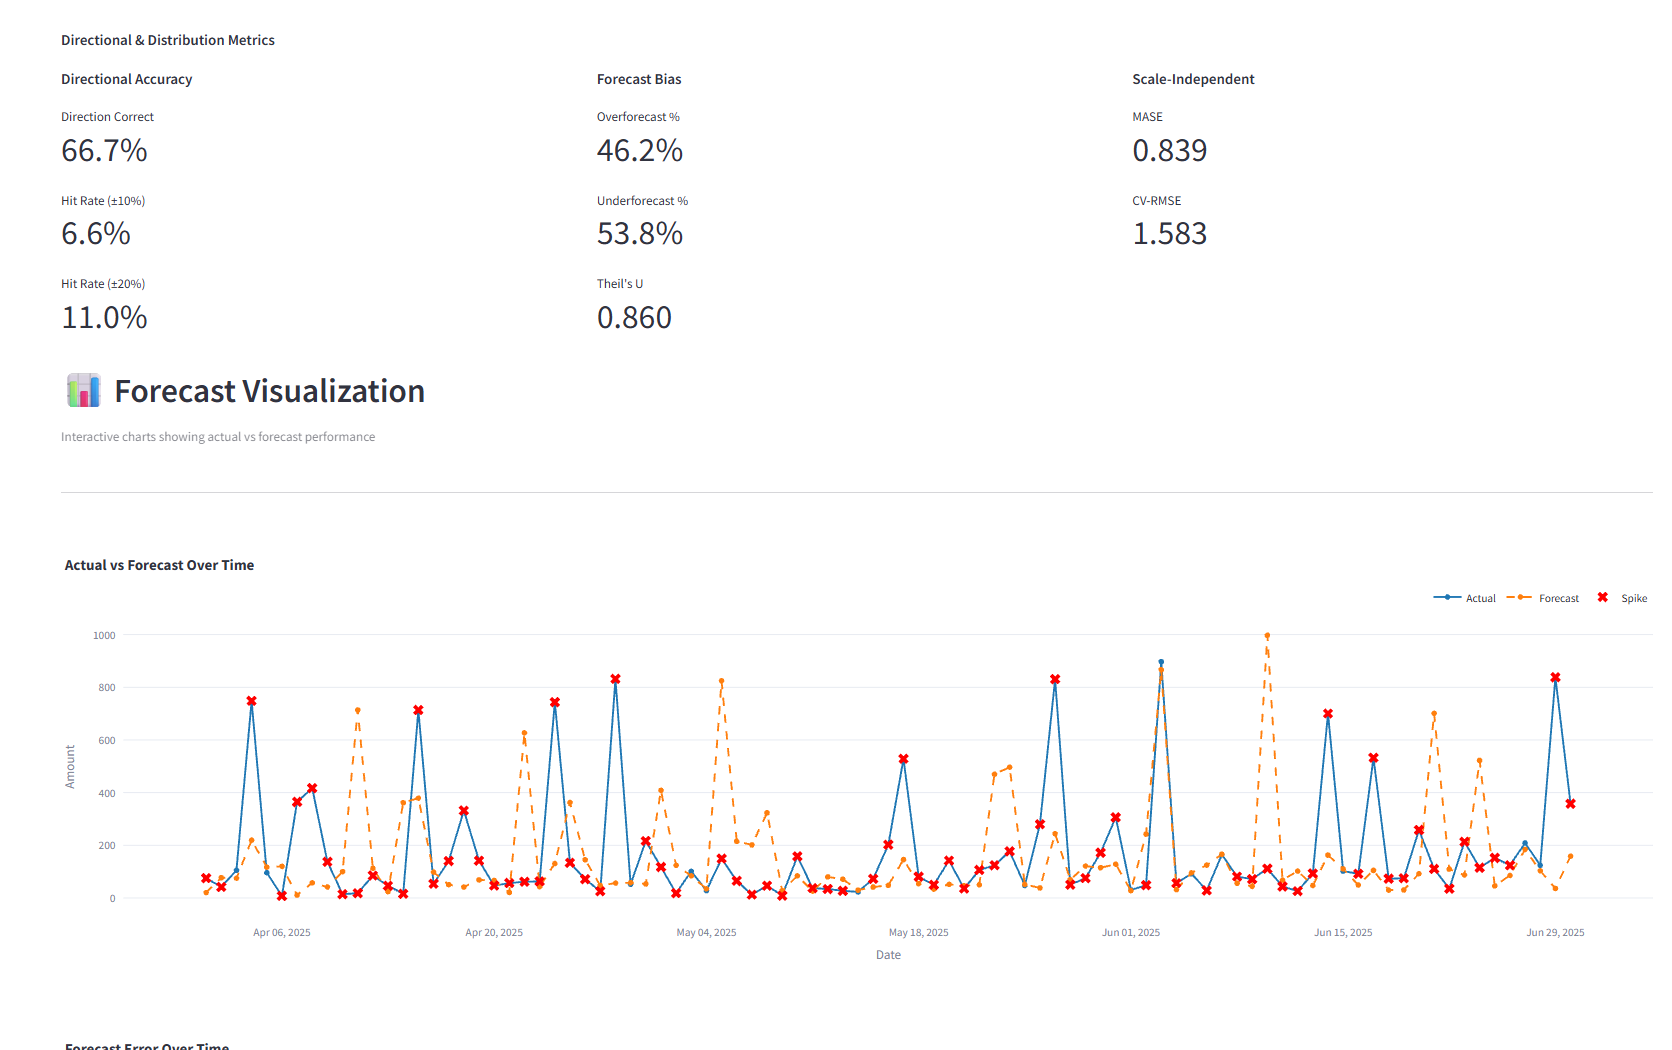 Directional & Distribution Metrics
Directional Accuracy
Direction Correct
66.7%
Hit Rate (±10%)
6.6%
Hit Rate (±20%)
11.0%
Forecast Bias
Overforecast %
46.2%
Underforecast %
53.8%
Theil's U
0.860
Scale-Independent
MASE
0.839
CV-RMSE
1.583
Forecast Visualization
Interactive charts showing actual vs forecast performance
Actual vs Forecast Over Time
Actual Forecast Spike
1000
800
600
400
200
0
Amount
Apr 06, 2025 Apr 20, 2025 May 04, 2025 May 18, 2025 Jun 01, 2025 Jun 15, 2025 Jun 29, 2025
Date
Forecast Error Over Time